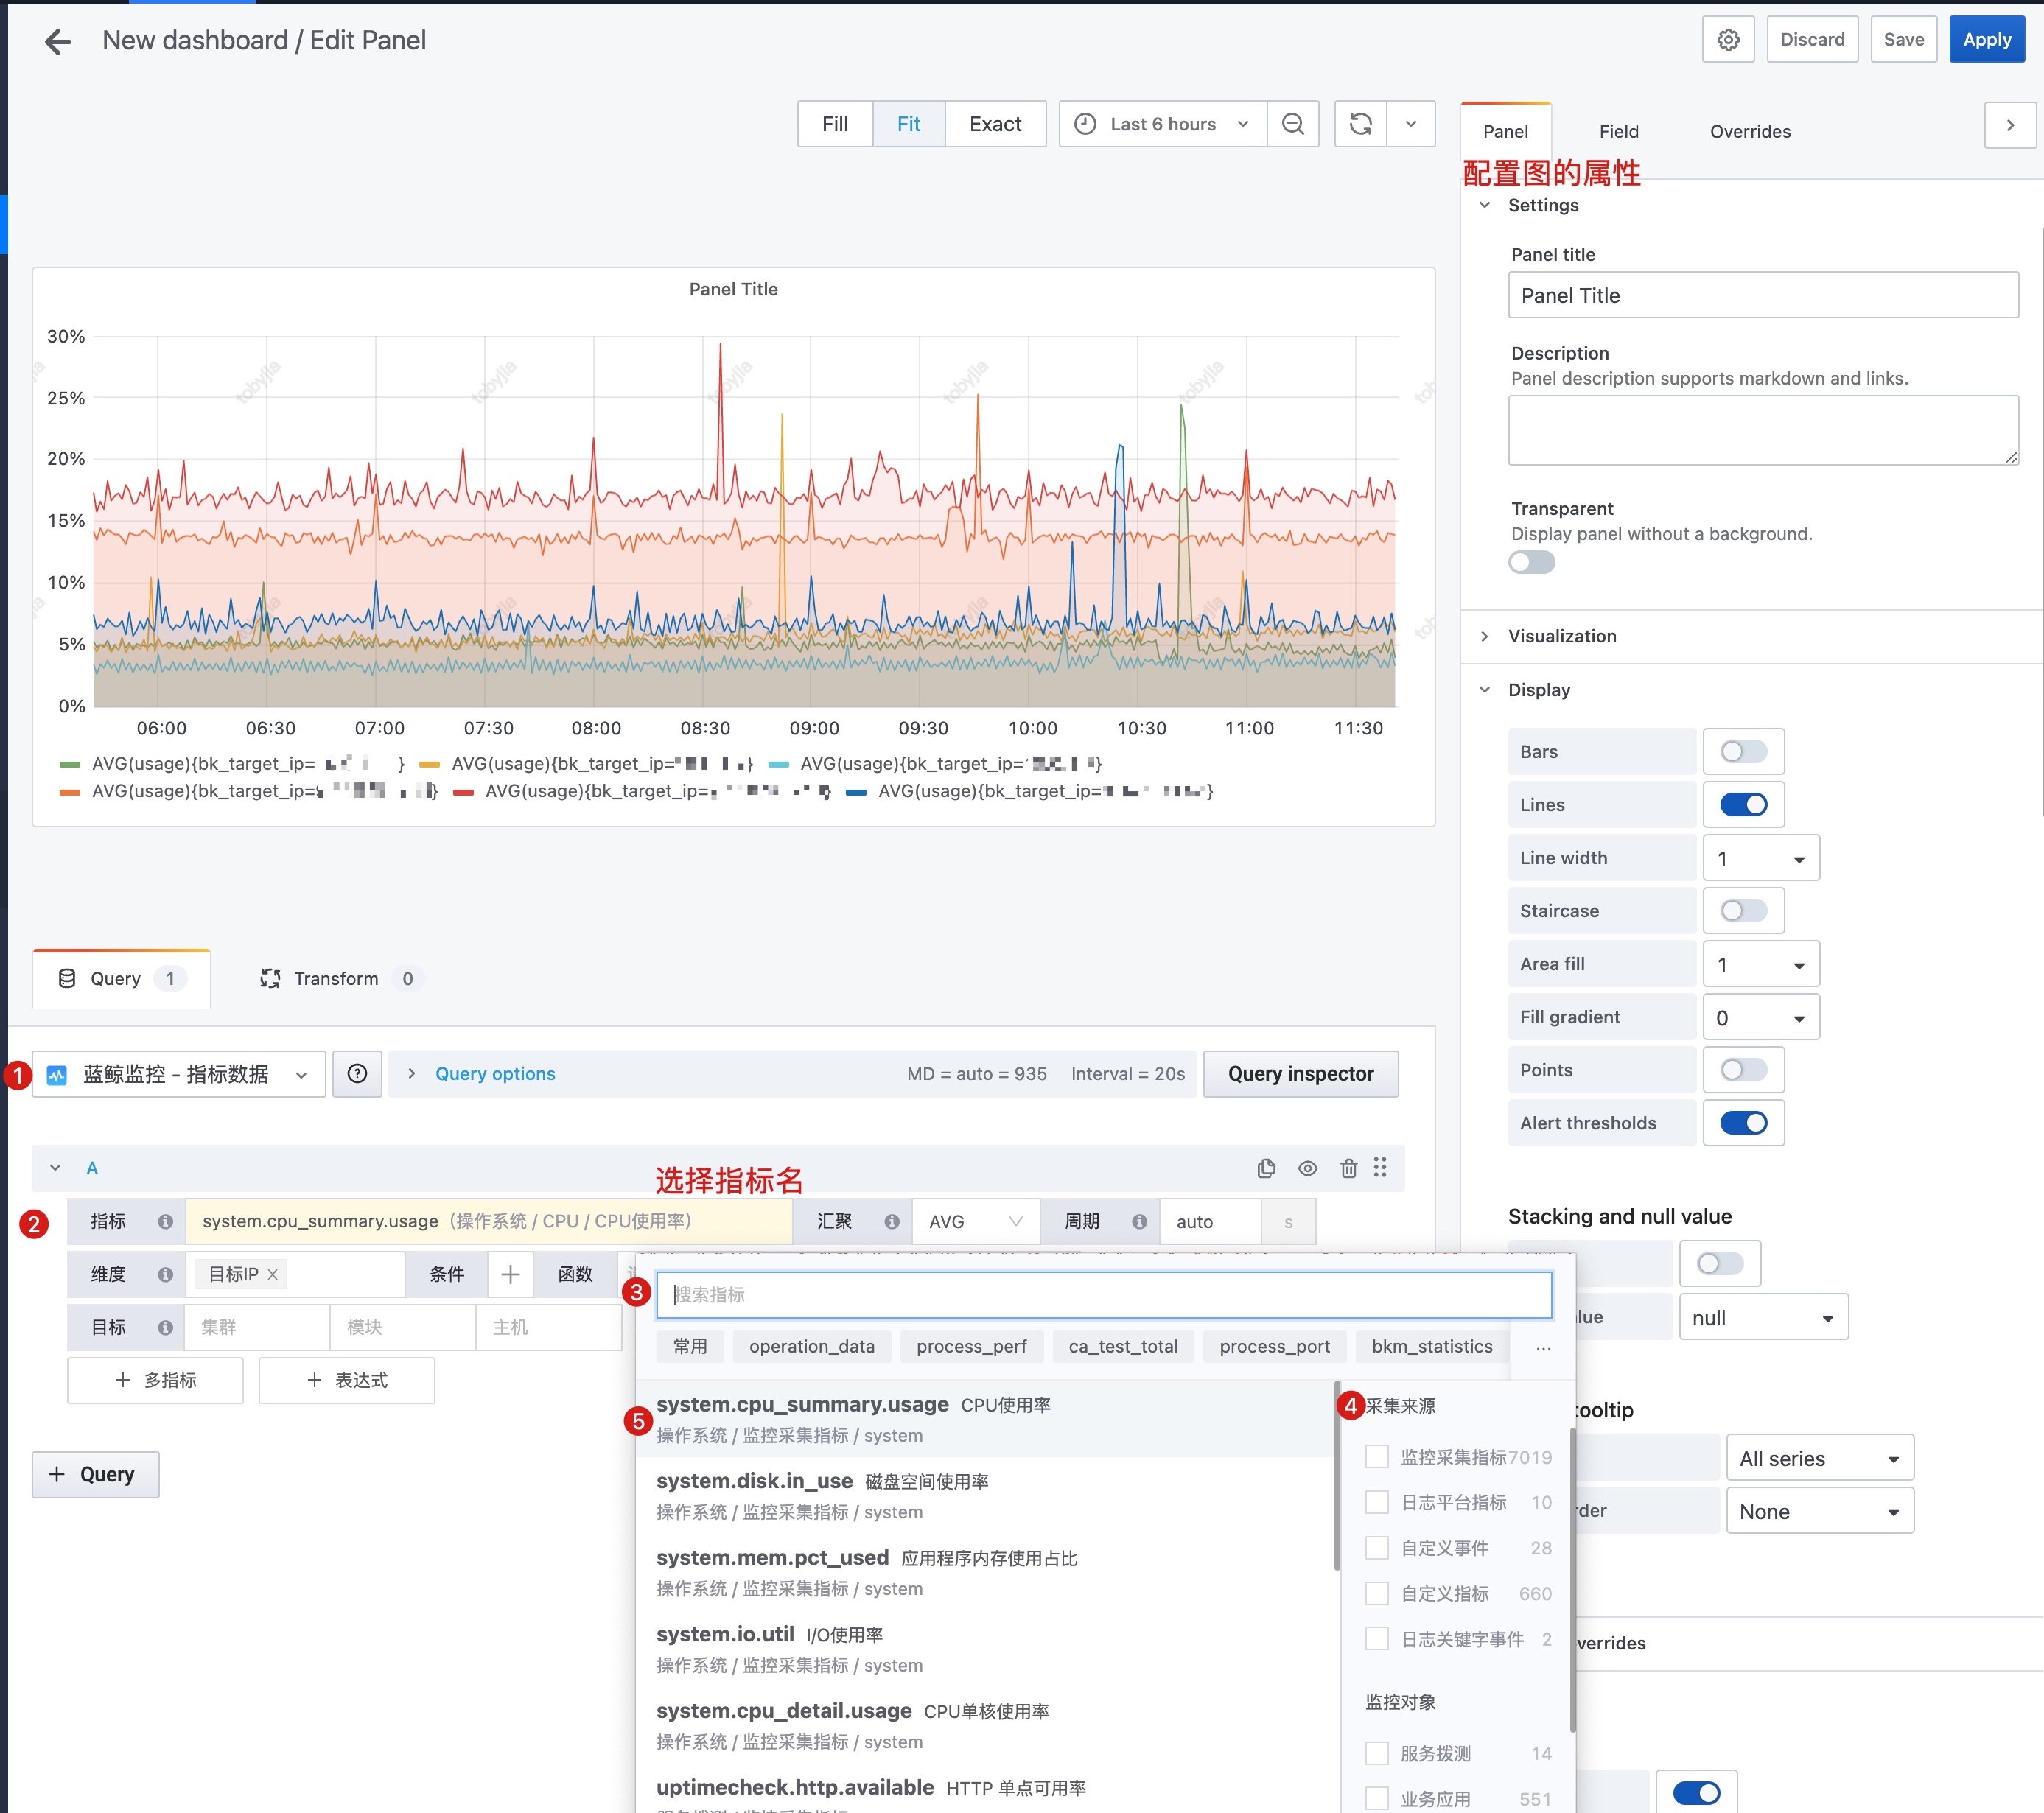 New dashboard / Edit Panel
Discard
Save
Apply
Fill
Fit
Exact
Last 6 hours
Panel
Field
Overrides
配置图的属性
Settings
Panel title
Panel Title
Description
Panel description supports markdown and links.
Transparent
Display panel without a background.
Visualization
Display
Bars
Lines
Line width 1
Staircase
Area fill 1
Fill gradient 0
Points
Alert thresholds
Stacking and null value
null
All series
None
Panel Title
30%
25%
20%
15%
10%
5%
0%
06:00 06:30 07:00 07:30 08:00 08:30 09:00 09:30 10:00 10:30 11:00 11:30
tobyjia tobyjia tobyjia tobyjia tobyjia
AVG(usage){bk_target_ip= } AVG(usage){bk_target_ip= } AVG(usage){bk_target_ip= }
AVG(usage){bk_target_ip= } AVG(usage){bk_target_ip= } AVG(usage){bk_target_ip= }
Query 1
Transform 0
1 蓝鲸监控 - 指标数据
Query options
MD = auto = 935 Interval = 20s
Query inspector
A
选择指标名
2 指标 system.cpu_summary.usage（操作系统 / CPU / CPU使用率） 汇聚 AVG 周期 auto s
维度 目标IP × 条件 + 函数
目标 集群 模块 主机
+ 多指标 + 表达式
+ Query
3 搜索指标
常用 operation_data process_perf ca_test_total process_port bkm_statistics ...
5 system.cpu_summary.usage CPU使用率
操作系统 / 监控采集指标 / system
system.disk.in_use 磁盘空间使用率
操作系统 / 监控采集指标 / system
system.mem.pct_used 应用程序内存使用占比
操作系统 / 监控采集指标 / system
system.io.util I/O使用率
操作系统 / 监控采集指标 / system
system.cpu_detail.usage CPU单核使用率
操作系统 / 监控采集指标 / system
uptimecheck.http.available HTTP 单点可用率
4 采集来源
监控采集指标 7019
日志平台指标 10
自定义事件 28
自定义指标 660
日志关键字事件 2
监控对象
服务拨测 14
业务应用 551